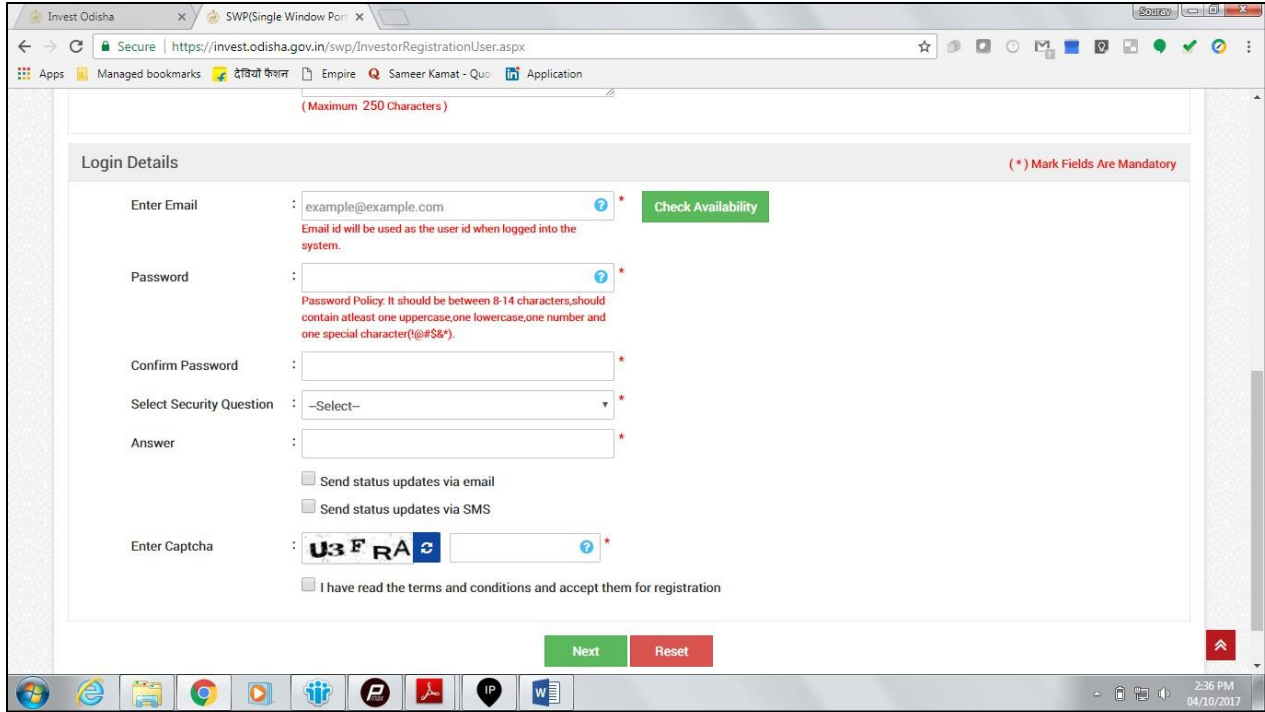 Invest Odisha
SWP(Single Window Port
Sourav
Secure | https://invest.odisha.gov.in/swp/InvestorRegistrationUser.aspx
Apps Managed bookmarks देवियों फैशन Empire Sameer Kamat - Quo Application
( Maximum 250 Characters )
Login Details ( * ) Mark Fields Are Mandatory
Enter Email : example@example.com * Check Availability
Email id will be used as the user id when logged into the
system.
Password : *
Password Policy: It should be between 8-14 characters,should
contain atleast one uppercase,one lowercase,one number and
one special character(!@#$&*).
Confirm Password : *
Select Security Question : --Select-- *
Answer : *
Send status updates via email
Send status updates via SMS
Enter Captcha : U3FRA *
I have read the terms and conditions and accept them for registration
Next Reset
IP
2:36 PM
04/10/2017